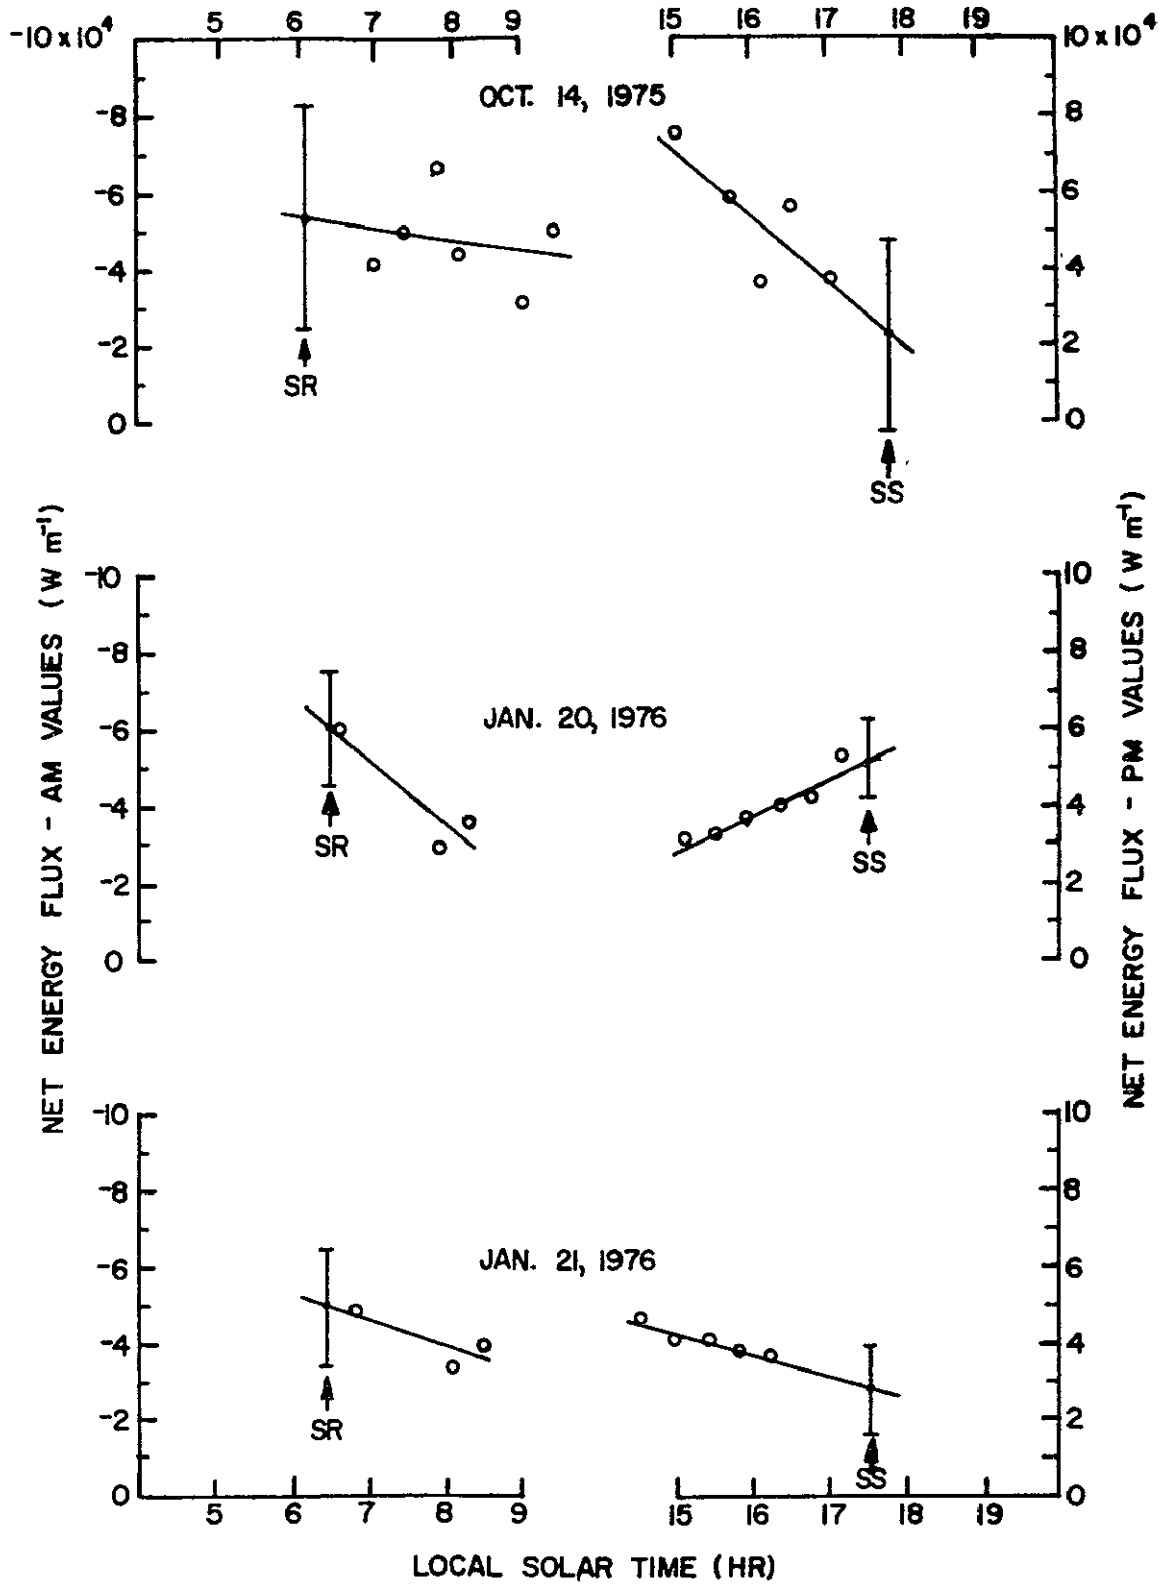 5 6 7 8 9 15 16 17 18 19
-10 x 10⁴ 10 x 10⁴
OCT. 14, 1975
-8 8
-6 6
-4 4
-2 2
SR
0 0
SS
-10 10
-8 8
JAN. 20, 1976
-6 6
-4 4
SR SS
-2 2
0 0
-10 10
-8 8
JAN. 21, 1976
-6 6
-4 4
-2 2
SR
SS
0 0
5 6 7 8 9 15 16 17 18 19
LOCAL SOLAR TIME (HR)
NET ENERGY FLUX - AM VALUES (W m⁻¹)
NET ENERGY FLUX - PM VALUES (W m⁻¹)